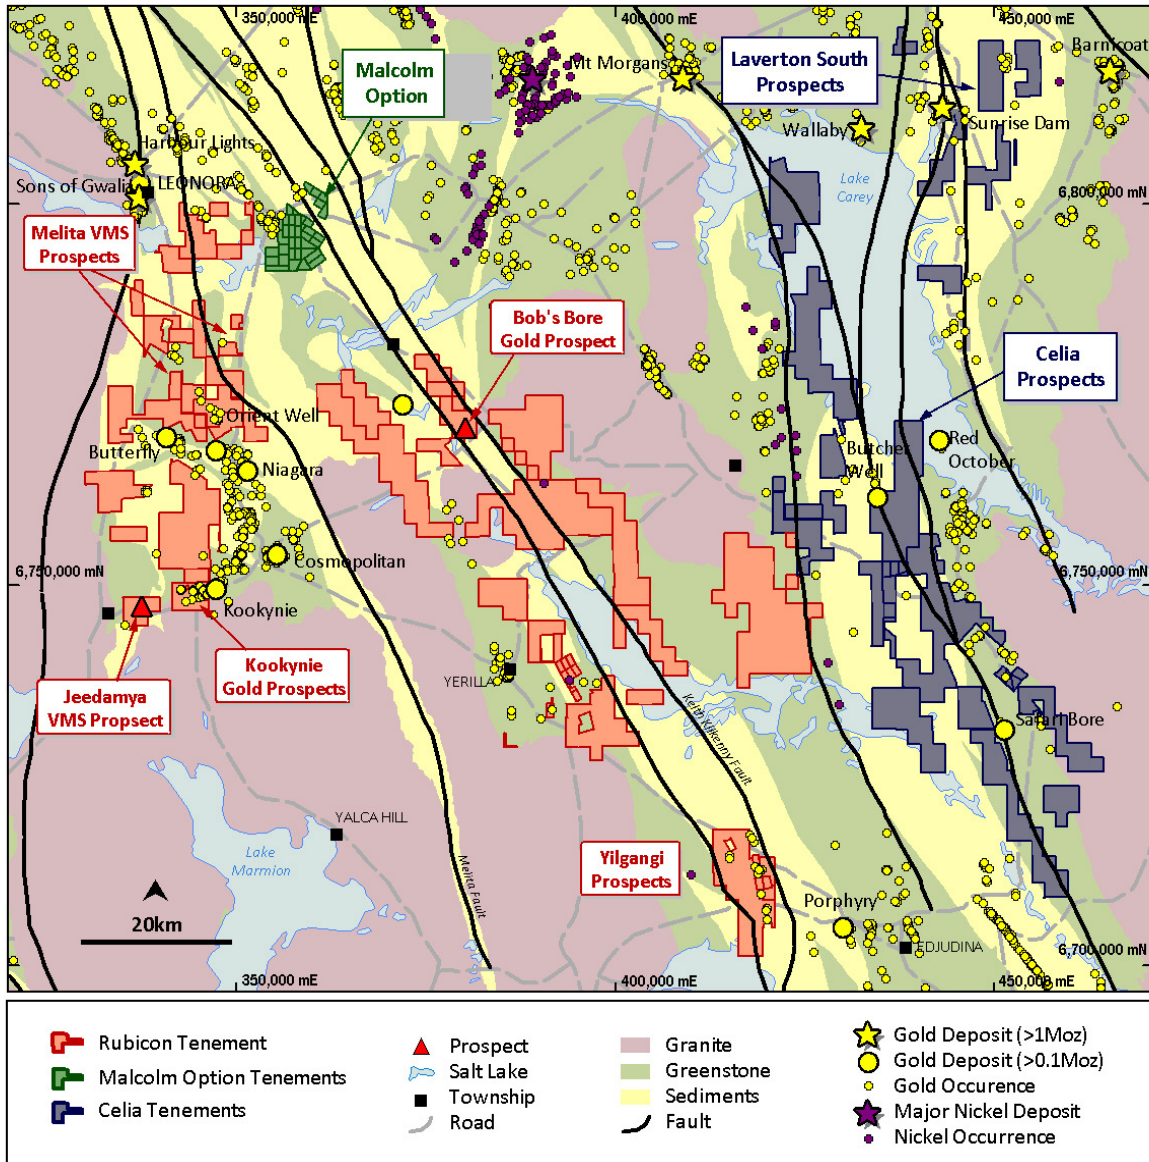 350,000 mE
400,000 mE
450,000 mE
Barnicoat
Mt Morgans
Laverton South
Prospects
Malcolm
Option
Wallaby
Sunrise Dam
Harbour Lights
Sons of Gwalia
LEONORA
Lake
Carey
6,800,000 mN
Melita VMS
Prospects
Bob's Bore
Gold Prospect
Celia
Prospects
Orient Well
Butterfly
Niagara
Butcher
Well
Red
October
Cosmopolitan
6,750,000 mN
6,750,000 mN
Kookynie
Kookynie
Gold Prospects
Jeedamya
VMS Propsect
YERILLA
Keith Kilkenny Fault
Safari Bore
YALCA HILL
Lake
Marmion
Melita Fault
Yilgangi
Prospects
Porphyry
EDJUDINA
20km
6,700,000 mN
350,000 mE
400,000 mE
450,000 mE
Rubicon Tenement
Malcolm Option Tenements
Celia Tenements
Prospect
Salt Lake
Township
Road
Granite
Greenstone
Sediments
Fault
Gold Deposit (>1Moz)
Gold Deposit (>0.1Moz)
Gold Occurence
Major Nickel Deposit
Nickel Occurrence